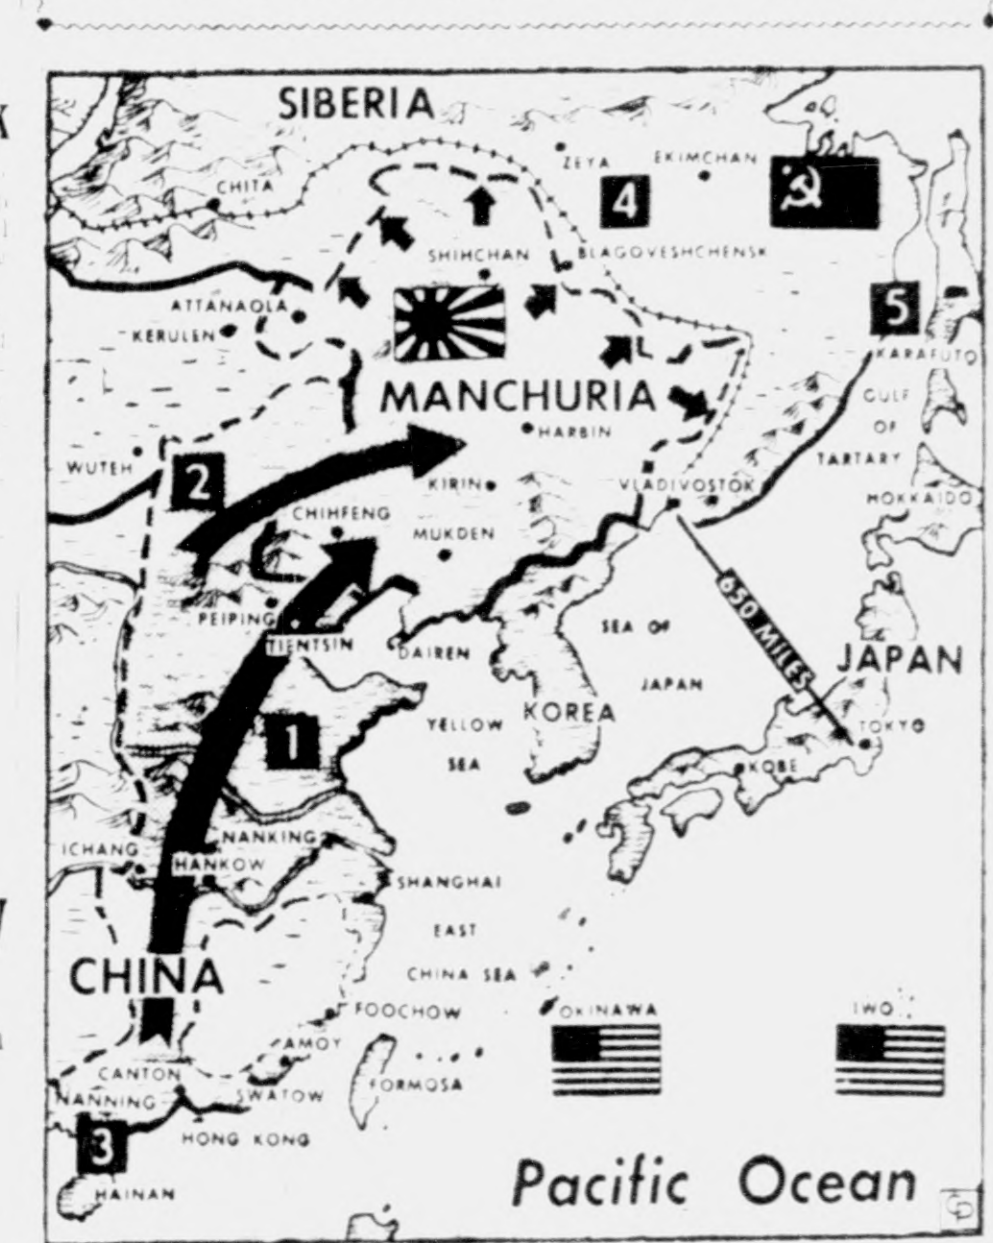 SIBERIA
ZEYA
EKIMCHAN
CHITA
4
SHIHCHAN
BLAGOVESHCHENSK
ATTANAOLA
5
KERULEN
KARAFUTO
MANCHURIA
GULF
OF
TARTARY
HARBIN
WUTEH
2
KIRIN
VLADIVOSTOK
HOKKAIDO
CHIHFENG
MUKDEN
PEIPING
650 MILES
SEA OF
JAPAN
TIENTSIN
DAIREN
JAPAN
KOREA
YELLOW
SEA
1
TOKYO
KOBE
NANKING
ICHANG
HANKOW
SHANGHAI
EAST
CHINA SEA
CHINA
FOOCHOW
OKINAWA
IWO
AMOY
CANTON
FORMOSA
NANNING
SWATOW
3
HONG KONG
HAINAN
Pacific Ocean